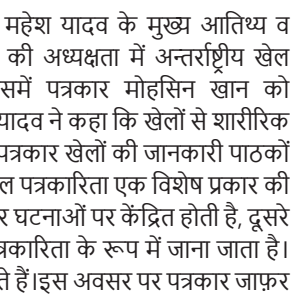 महेश यादव के मुख्य आतिथ्य व
की अध्यक्षता में अन्तर्राष्ट्रीय खेल
समें पत्रकार मोहसिन खान को
यादव ने कहा कि खेलों से शारीरिक
पत्रकार खेलों की जानकारी पाठकों
ल पत्रकारिता एक विशेष प्रकार की
र घटनाओं पर केंद्रित होती है, दूसरे
त्रकारिता के रूप में जाना जाता है।
ते हैं।इस अवसर पर पत्रकार जाफ़र